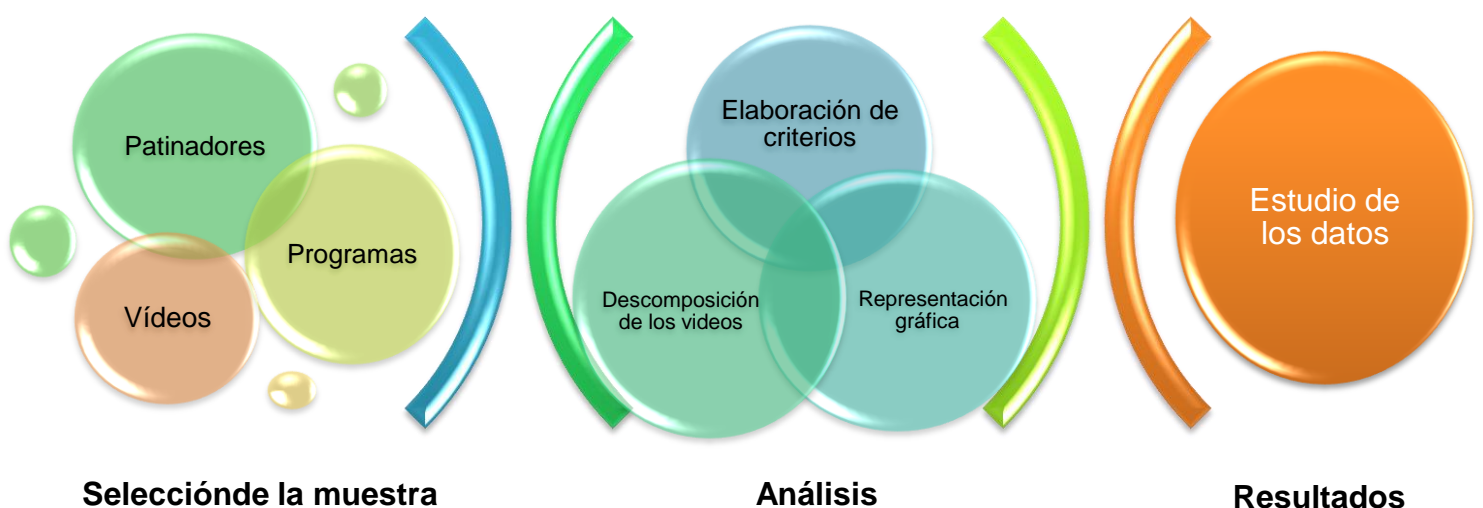 Patinadores
Programas
Vídeos
Elaboración de
criterios
Descomposición
de los videos
Representación
gráfica
Estudio de
los datos
Selecciónde la muestra
Análisis
Resultados